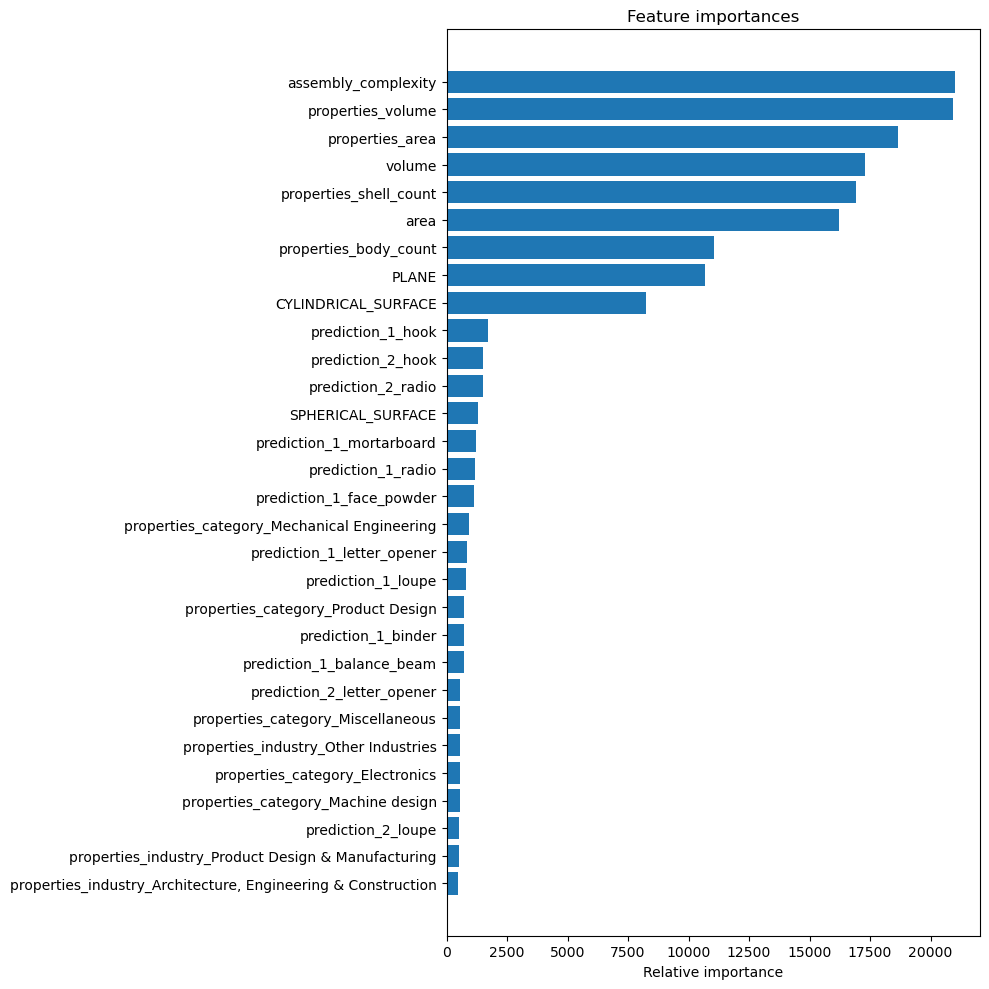 Feature importances
assembly_complexity
properties_volume
properties_area
volume
properties_shell_count
area
properties_body_count
PLANE
CYLINDRICAL_SURFACE
prediction_1_hook
prediction_2_hook
prediction_2_radio
SPHERICAL_SURFACE
prediction_1_mortarboard
prediction_1_radio
prediction_1_face_powder
properties_category_Mechanical Engineering
prediction_1_letter_opener
prediction_1_loupe
properties_category_Product Design
prediction_1_binder
prediction_1_balance_beam
prediction_2_letter_opener
properties_category_Miscellaneous
properties_industry_Other Industries
properties_category_Electronics
properties_category_Machine design
prediction_2_loupe
properties_industry_Product Design & Manufacturing
properties_industry_Architecture, Engineering & Construction
0 2500 5000 7500 10000 12500 15000 17500 20000
Relative importance